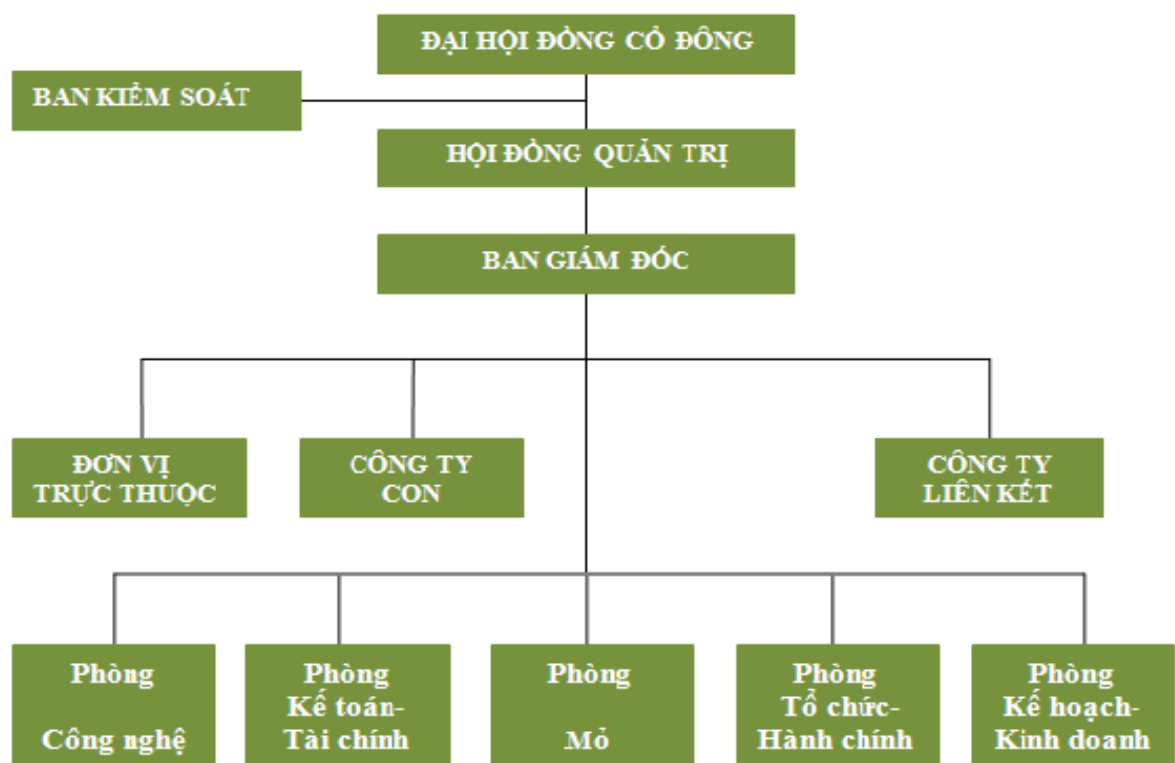 ĐẠI HỘI ĐỒNG CỔ ĐÔNG
BAN KIỂM SOÁT
HỘI ĐỒNG QUẢN TRỊ
BAN GIÁM ĐỐC
ĐƠN VỊ
TRỰC THUỘC
CÔNG TY
CON
CÔNG TY
LIÊN KẾT
Phòng
Công nghệ
Phòng
Kế toán-
Tài chính
Phòng
Mỏ
Phòng
Tổ chức-
Hành chính
Phòng
Kế hoạch-
Kinh doanh